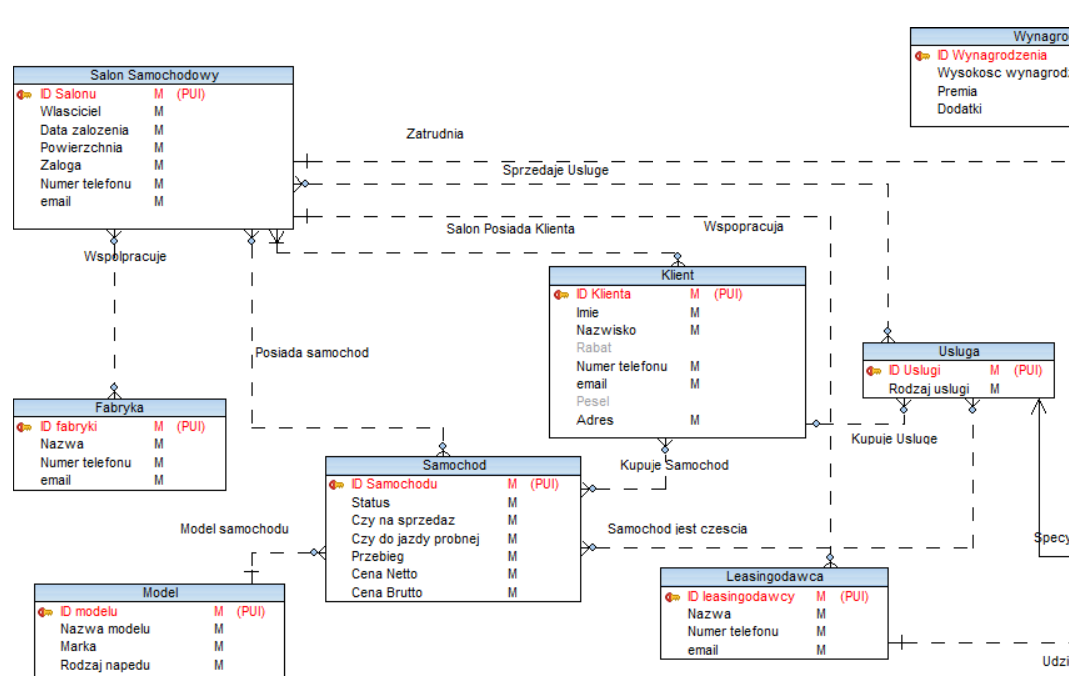 Wynagro
ID Wynagrodzenia
Wysokosc wynagrodz
Premia
Dodatki
Salon Samochodowy
ID Salonu M (PUI)
Wlasciciel M
Data zalozenia M
Powierzchnia M
Zaloga M
Numer telefonu M
email M
Zatrudnia
Sprzedaje Usluge
Salon Posiada Klienta
Wspopracuja
Wspolpracuje
Klient
ID Klienta M (PUI)
Imie M
Nazwisko M
Rabat
Numer telefonu M
email M
Pesel
Adres M
Usluga
ID Uslugi M (PUI)
Rodzaj uslugi M
Posiada samochod
Fabryka
ID fabryki M (PUI)
Nazwa M
Numer telefonu M
email M
Kupuje Usluge
Kupuje Samochod
Samochod
ID Samochodu M (PUI)
Status M
Czy na sprzedaz M
Czy do jazdy probnej M
Przebieg M
Cena Netto M
Cena Brutto M
Model samochodu
Samochod jest czescia
Specy
Model
ID modelu M (PUI)
Nazwa modelu M
Marka M
Rodzaj napedu M
Leasingodawca
ID leasingodawcy M (PUI)
Nazwa M
Numer telefonu M
email M
Udzi